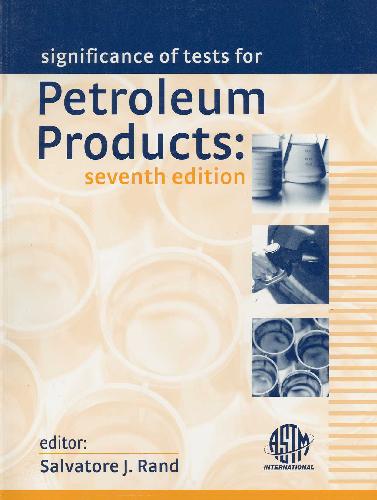 significance of tests for
Petroleum
Products:
seventh edition
editor:
Salvatore J. Rand
ASTM
INTERNATIONAL